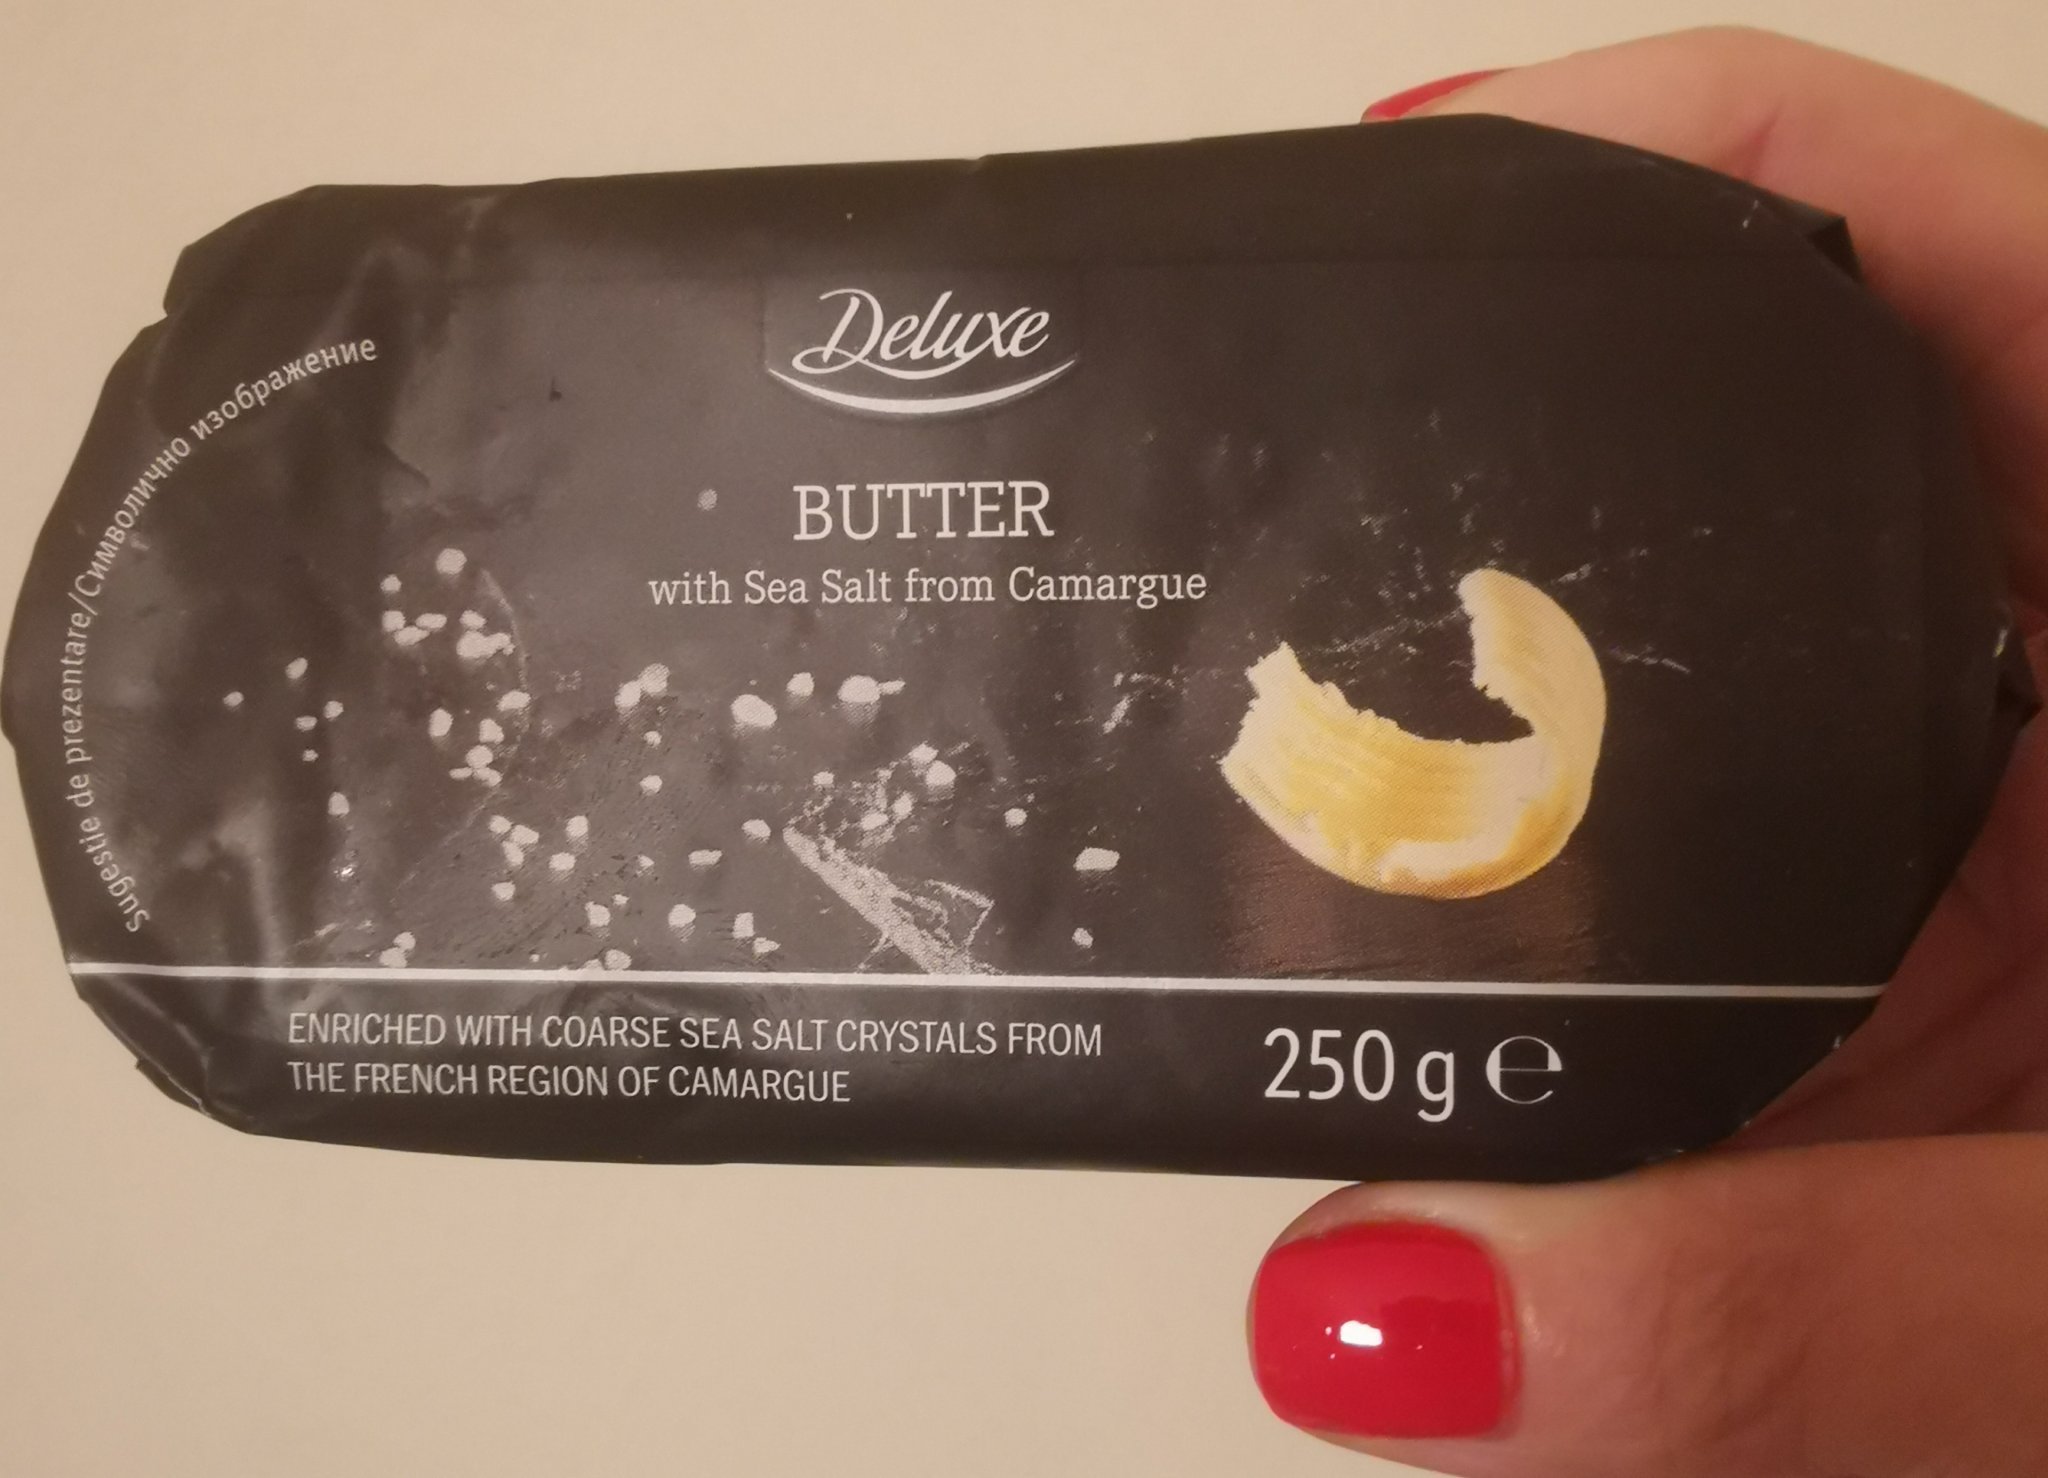 Deluxe
BUTTER
with Sea Salt from Camargue
Sugestie de prezentare/Символично изображение
ENRICHED WITH COARSE SEA SALT CRYSTALS FROM
THE FRENCH REGION OF CAMARGUE
250 g ℮